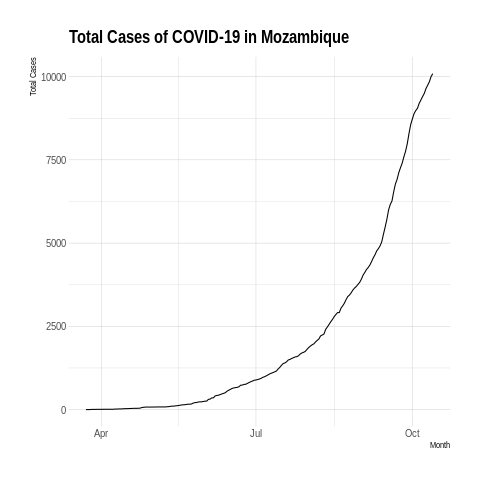 Total Cases of COVID-19 in Mozambique
Total Cases
10000
7500
5000
2500
0
Apr Jul Oct
Month